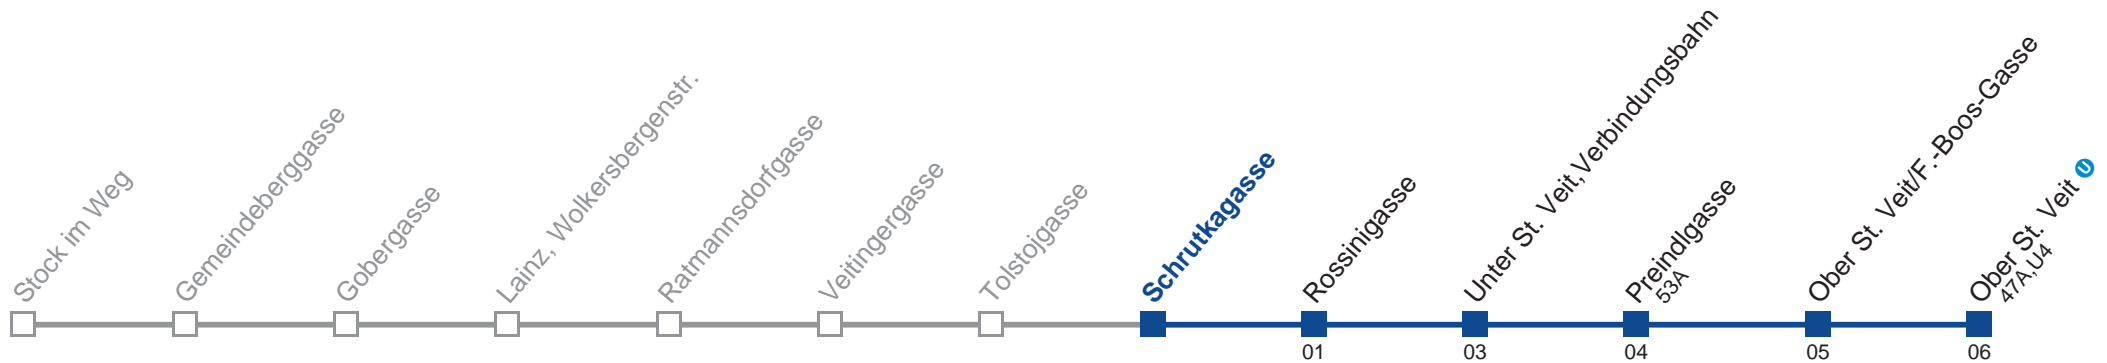 Stock im Weg
Gemeindeberggasse
Gobergasse
Lainz, Wolkersbergenstr.
Ratmannsdorfgasse
Veitingergasse
Tolstojgasse
Schrutkagasse
Rossinigasse
01
Unter St. Veit,Verbindungsbahn
03
Preindlgasse
53A
04
Ober St. Veit/F.-Boos-Gasse
05
Ober St. Veit U
47A,U4
06